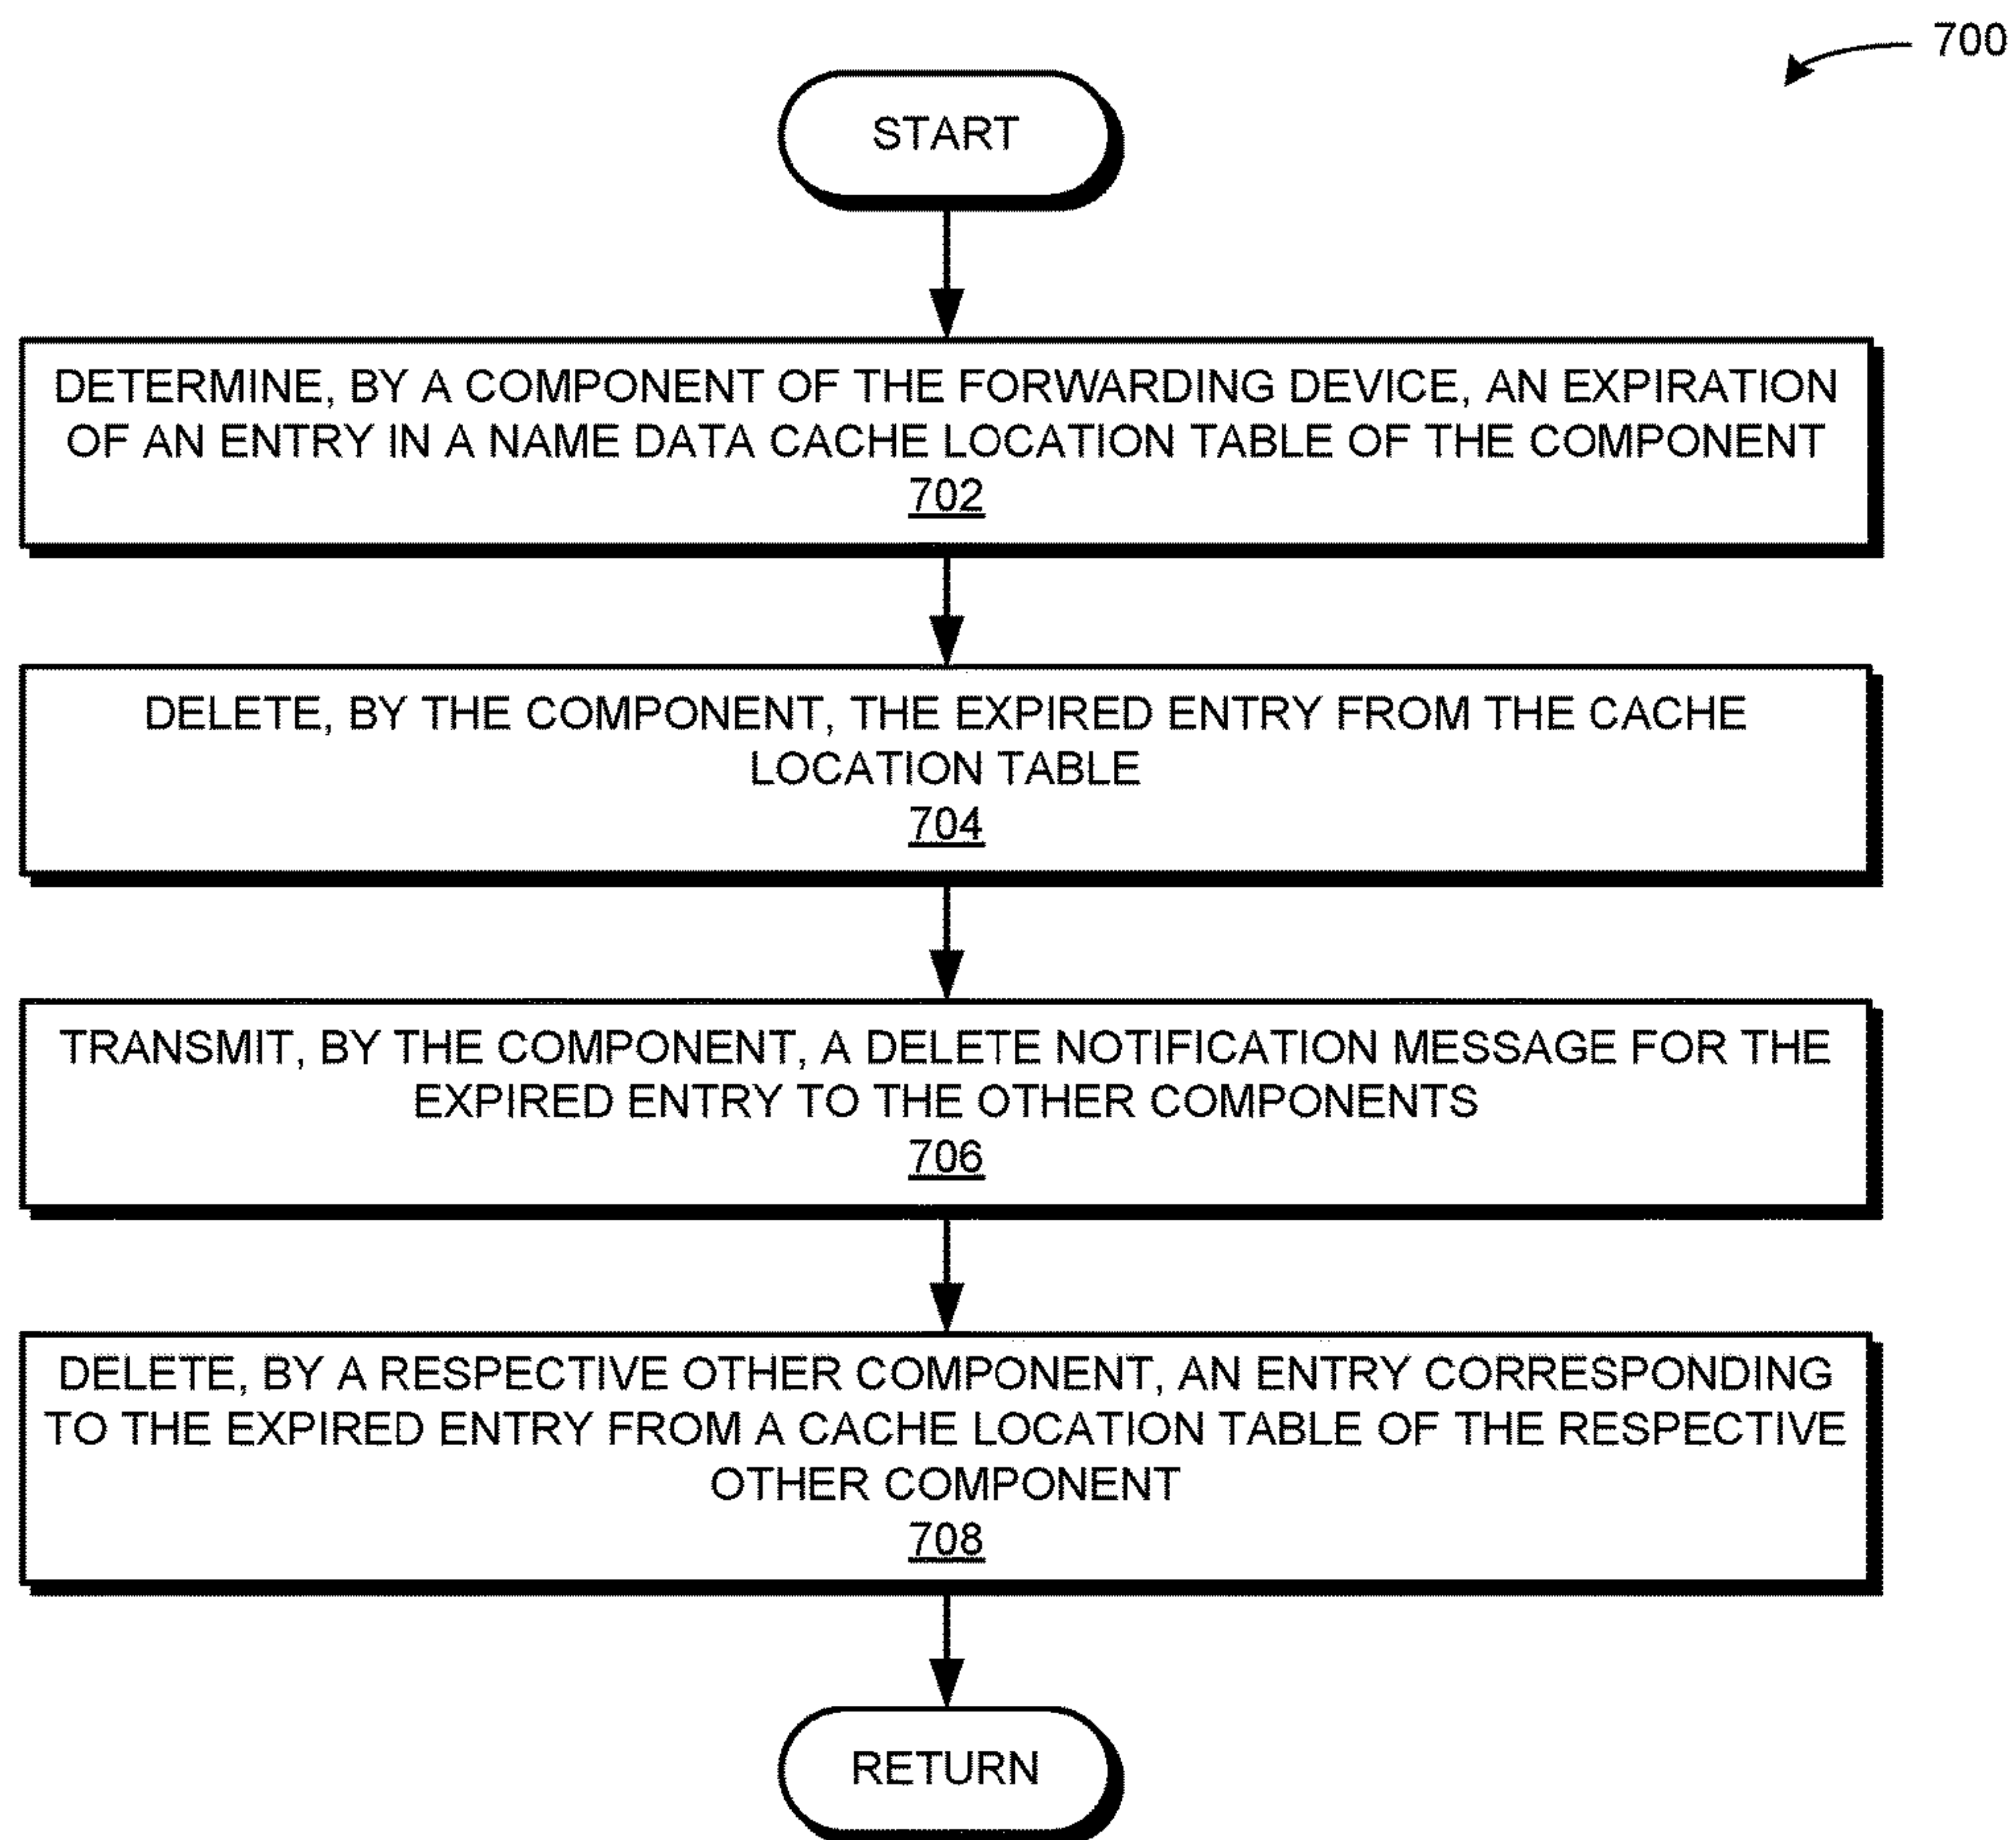 700
START
DETERMINE, BY A COMPONENT OF THE FORWARDING DEVICE, AN EXPIRATION
OF AN ENTRY IN A NAME DATA CACHE LOCATION TABLE OF THE COMPONENT
702
DELETE, BY THE COMPONENT, THE EXPIRED ENTRY FROM THE CACHE
LOCATION TABLE
704
TRANSMIT, BY THE COMPONENT, A DELETE NOTIFICATION MESSAGE FOR THE
EXPIRED ENTRY TO THE OTHER COMPONENTS
706
DELETE, BY A RESPECTIVE OTHER COMPONENT, AN ENTRY CORRESPONDING
TO THE EXPIRED ENTRY FROM A CACHE LOCATION TABLE OF THE RESPECTIVE
OTHER COMPONENT
708
RETURN